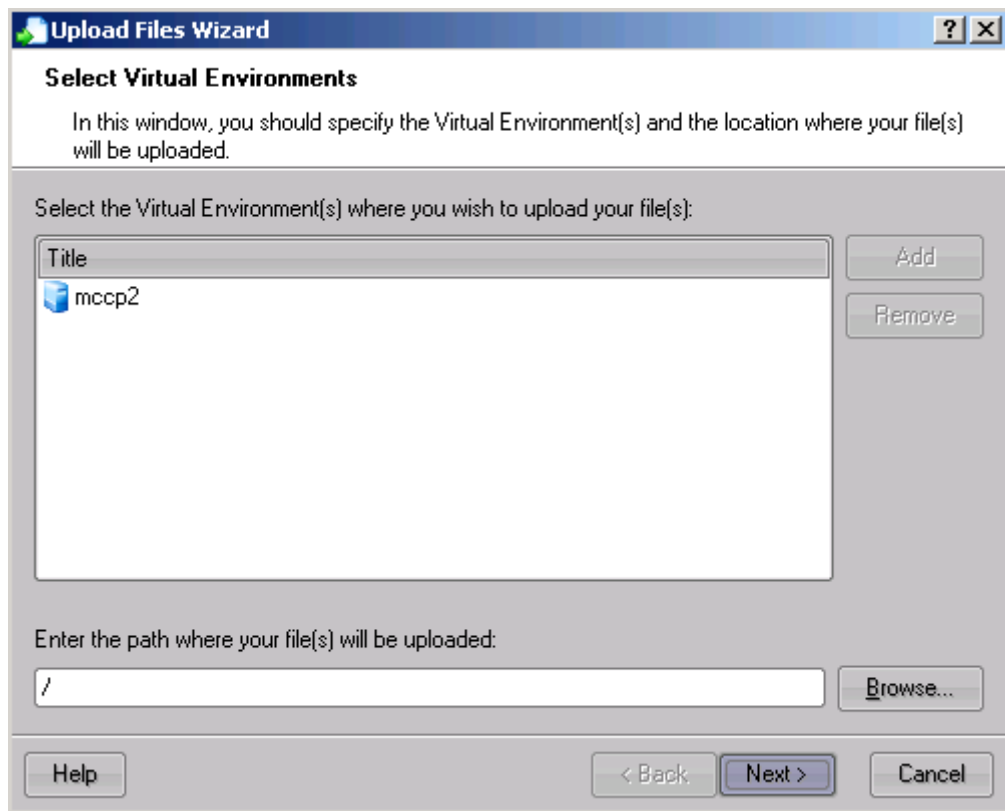 Upload Files Wizard
Select Virtual Environments
In this window, you should specify the Virtual Environment(s) and the location where your file(s)
will be uploaded.
Select the Virtual Environment(s) where you wish to upload your file(s):
Title
Add
mccp2
Remove
Enter the path where your file(s) will be uploaded:
/
Browse...
Help
< Back
Next >
Cancel